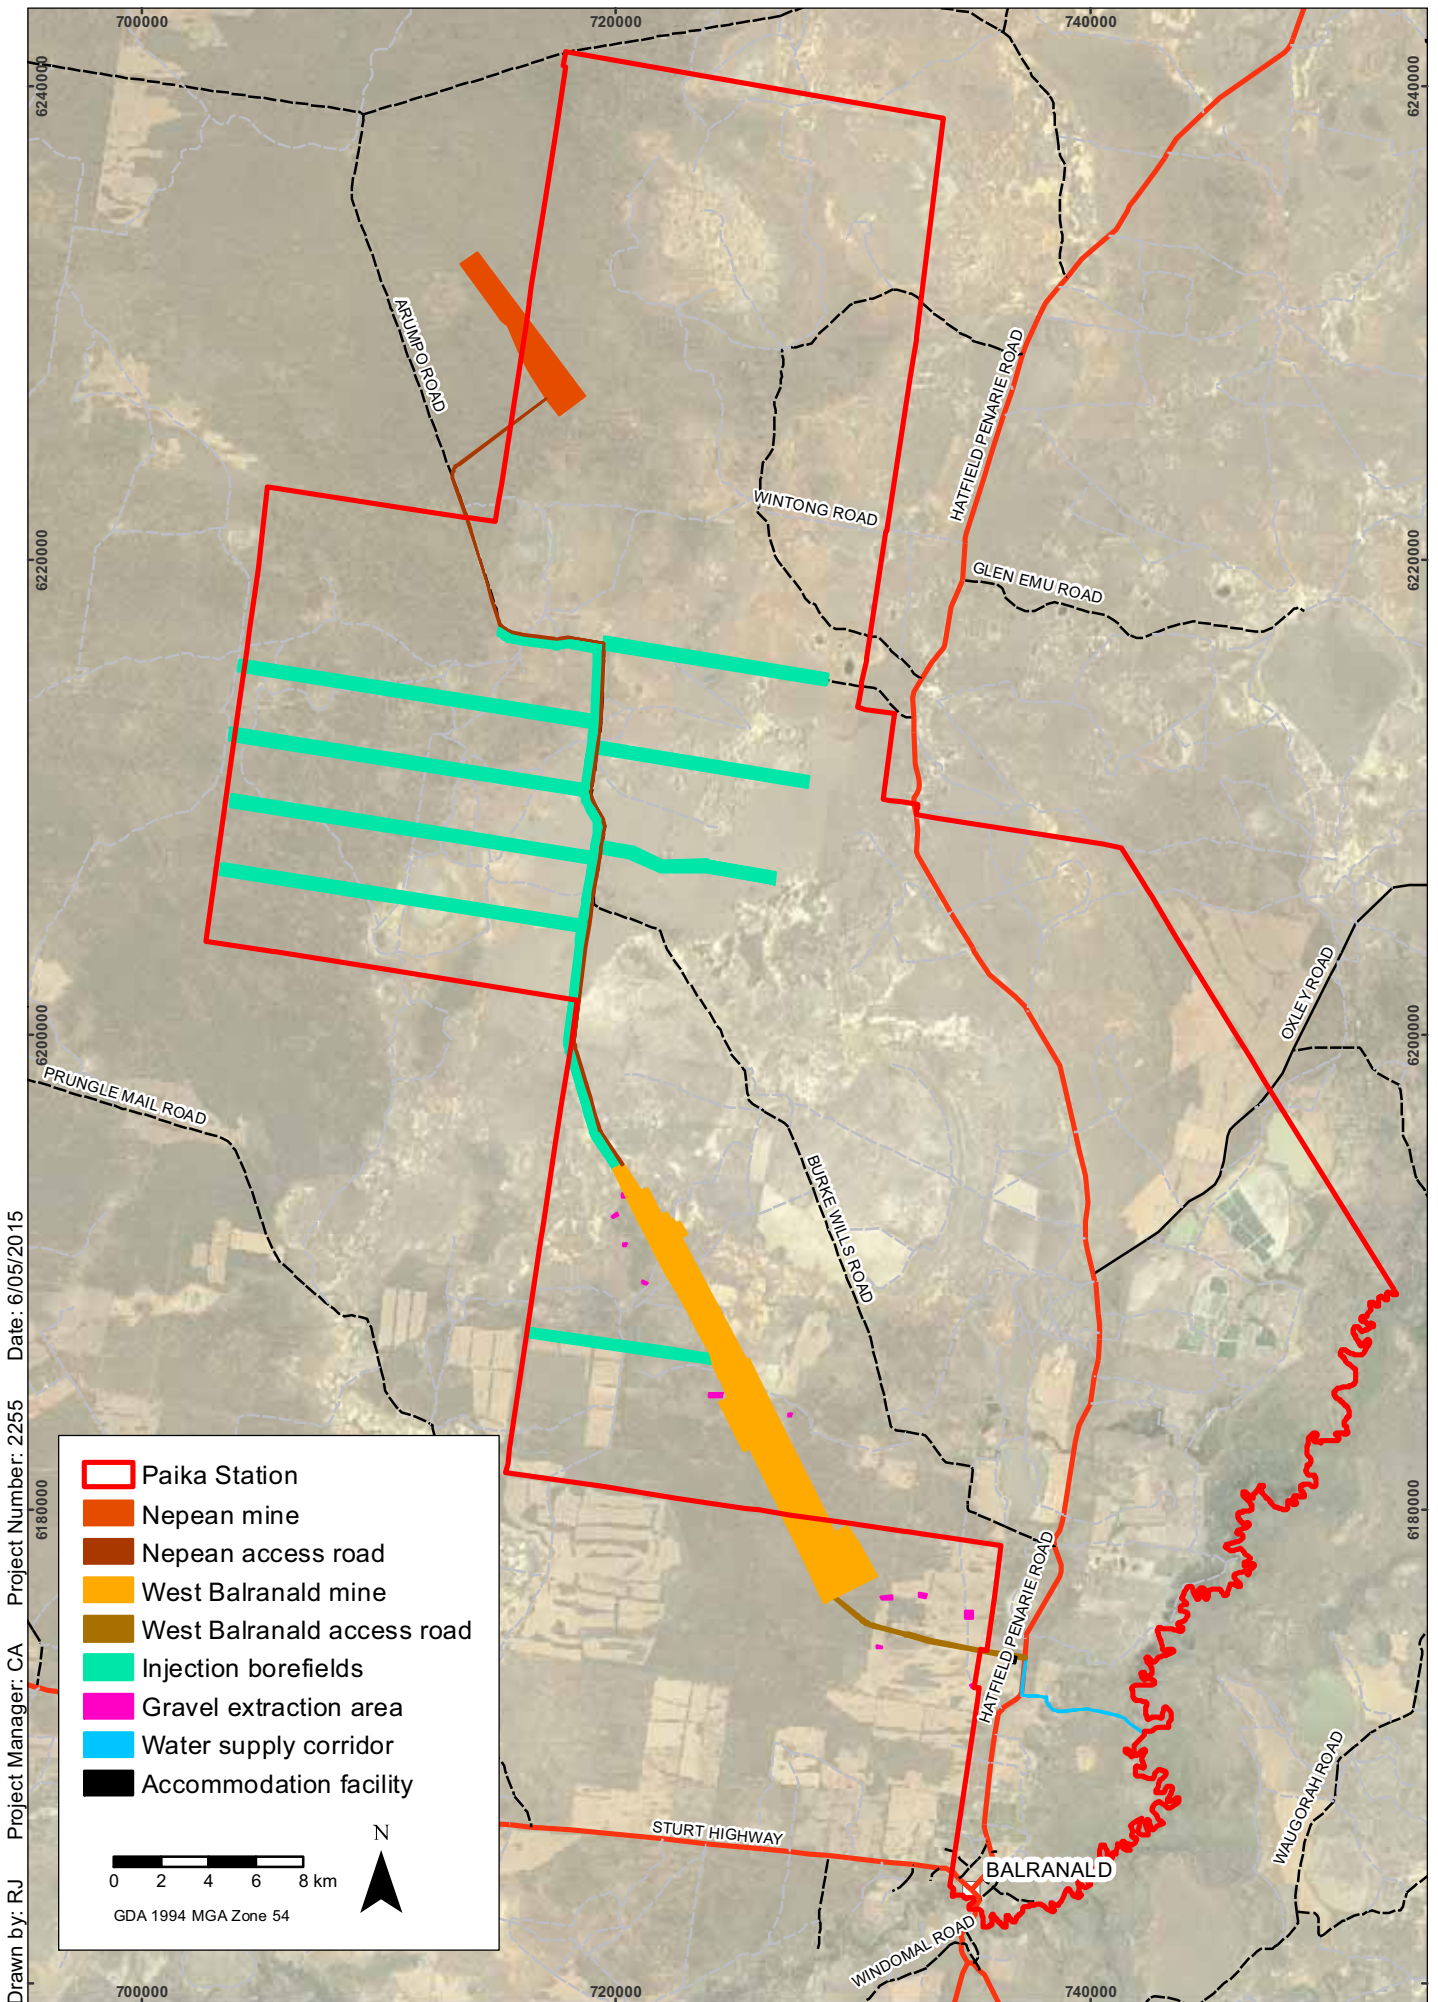 700000
720000
740000
6240000
6240000
ARUMPO ROAD
HATFIELD PENARIE ROAD
WINTONG ROAD
6220000
6220000
GLEN EMU ROAD
OXLEY ROAD
6200000
6200000
PRUNGLE MAIL ROAD
BURKE WILLS ROAD
6180000
6180000
HATFIELD PENARIE ROAD
WAUGORAH ROAD
STURT HIGHWAY
BALRANALD
WINDOMAL ROAD
Paika Station
Nepean mine
Nepean access road
West Balranald mine
West Balranald access road
Injection borefields
Gravel extraction area
Water supply corridor
Accommodation facility
N
0 2 4 6 8 km
GDA 1994 MGA Zone 54
700000
720000
740000
Drawn by: RJ Project Manager: CA Project Number: 2255 Date: 6/05/2015